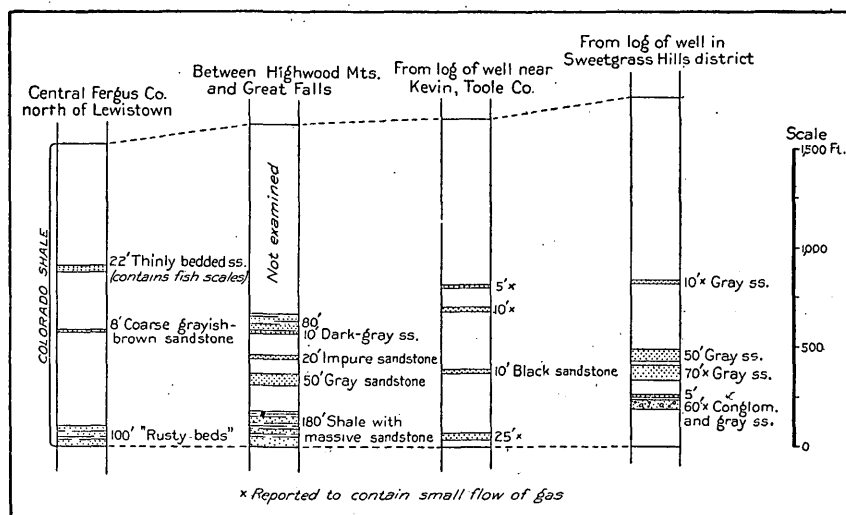 Central Fergus Co.
north of Lewistown
Between Highwood Mts.
and Great Falls
From log of well near
Kevin, Toole Co.
From log of well in
Sweetgrass Hills district
COLORADO SHALE
22' Thinly bedded ss.
(contains fish scales)
8' Coarse grayish-
brown sandstone
100' "Rusty beds"
Not examined
80'
10' Dark-gray ss.
20' Impure sandstone
50' Gray sandstone
180' Shale with
massive sandstone
5'x
10'x
10' Black sandstone
25'x
10'x Gray ss.
50' Gray ss.
70'x Gray ss.
5'
60'x Conglom.
and gray ss.
Scale
1,500 Ft.
1,000
500
0
x Reported to contain small flow of gas